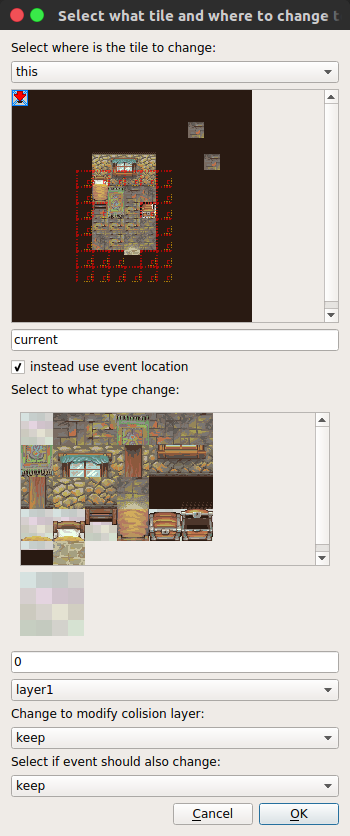 Select what tile and where to change t
Select where is the tile to change:
this
current
instead use event location
Select to what type change:
0
layer1
Change to modify colision layer:
keep
Select if event should also change:
keep
Cancel
OK